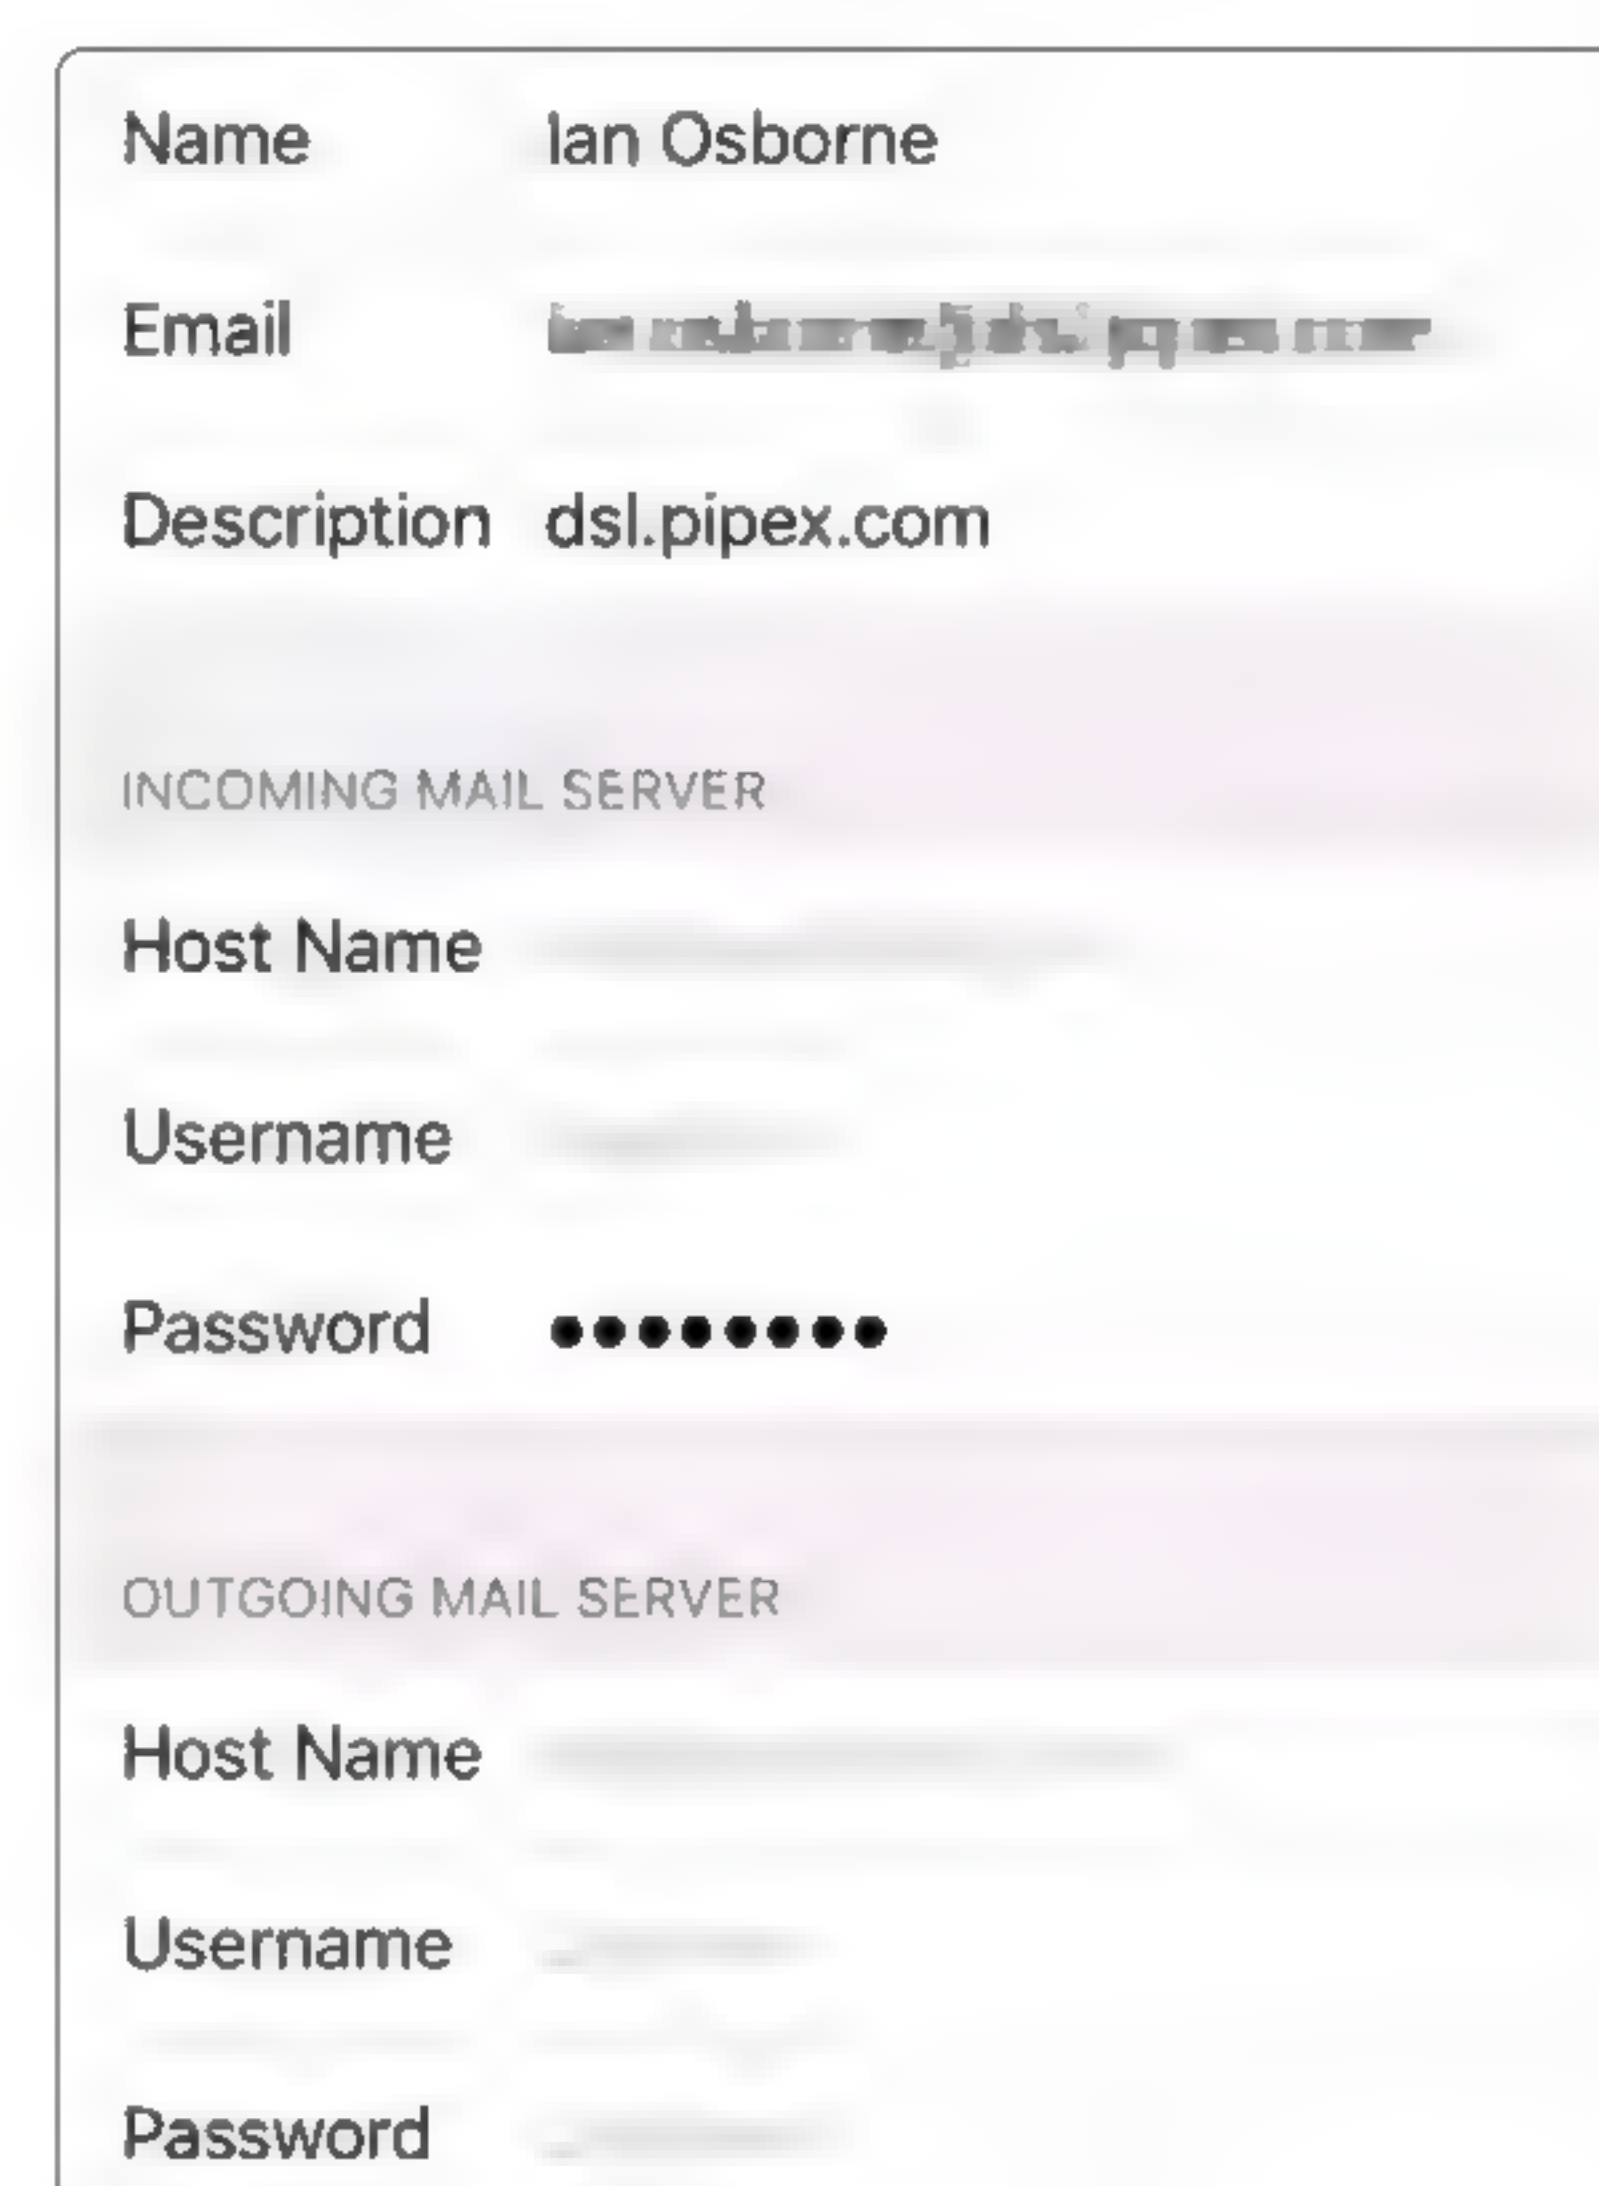 Name Ian Osborne
Email
Description dsl.pipex.com
INCOMING MAIL SERVER
Host Name
Username
Password ●●●●●●●●
OUTGOING MAIL SERVER
Host Name
Username
Password